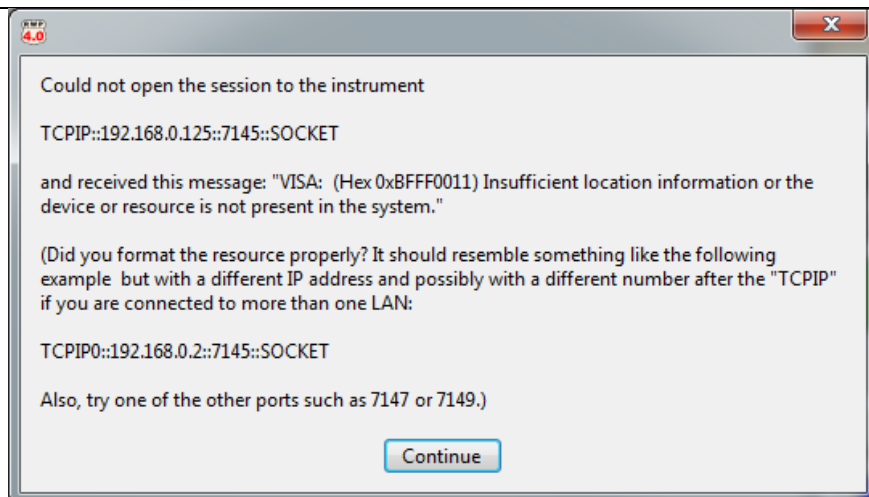 RMP
4.0
Could not open the session to the instrument
TCPIP::192.168.0.125::7145::SOCKET
and received this message: "VISA:  (Hex 0xBFFF0011) Insufficient location information or the
device or resource is not present in the system."
(Did you format the resource properly? It should resemble something like the following
example  but with a different IP address and possibly with a different number after the "TCPIP"
if you are connected to more than one LAN:
TCPIP0::192.168.0.2::7145::SOCKET
Also, try one of the other ports such as 7147 or 7149.)
Continue